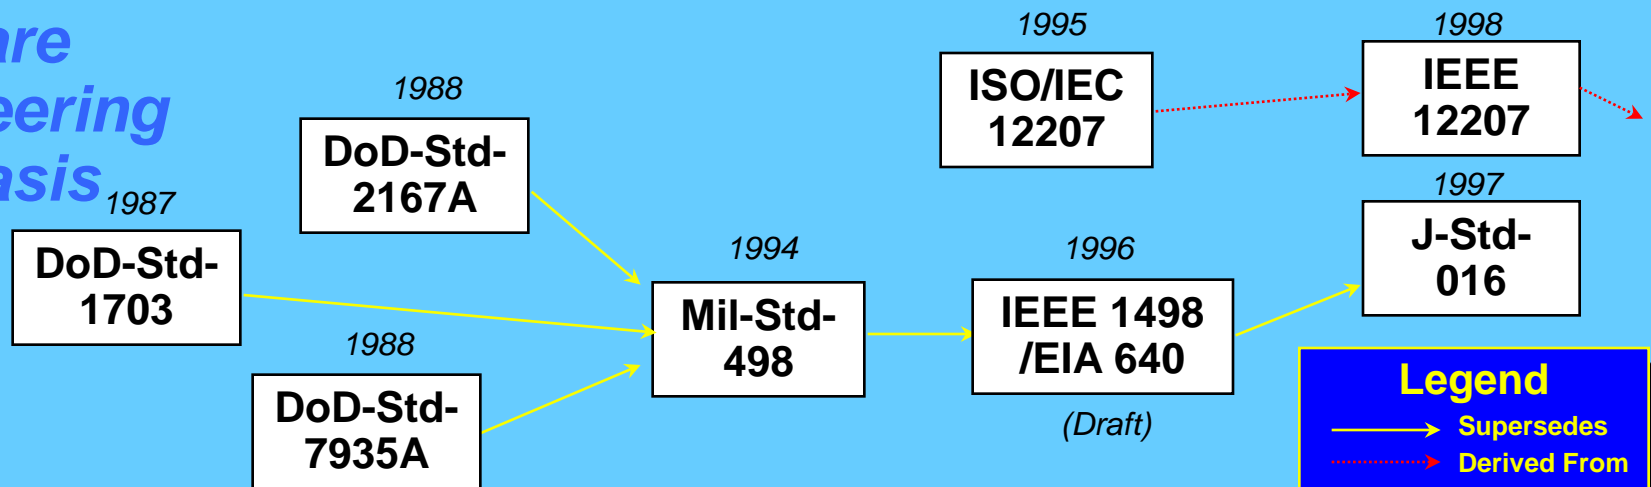 are
eering
asis
1987
DoD-Std-
1703
1988
DoD-Std-
2167A
1988
DoD-Std-
7935A
1994
Mil-Std-
498
1995
ISO/IEC
12207
1996
IEEE 1498
/EIA 640
(Draft)
1998
IEEE
12207
1997
J-Std-
016
Legend
Supersedes
Derived From